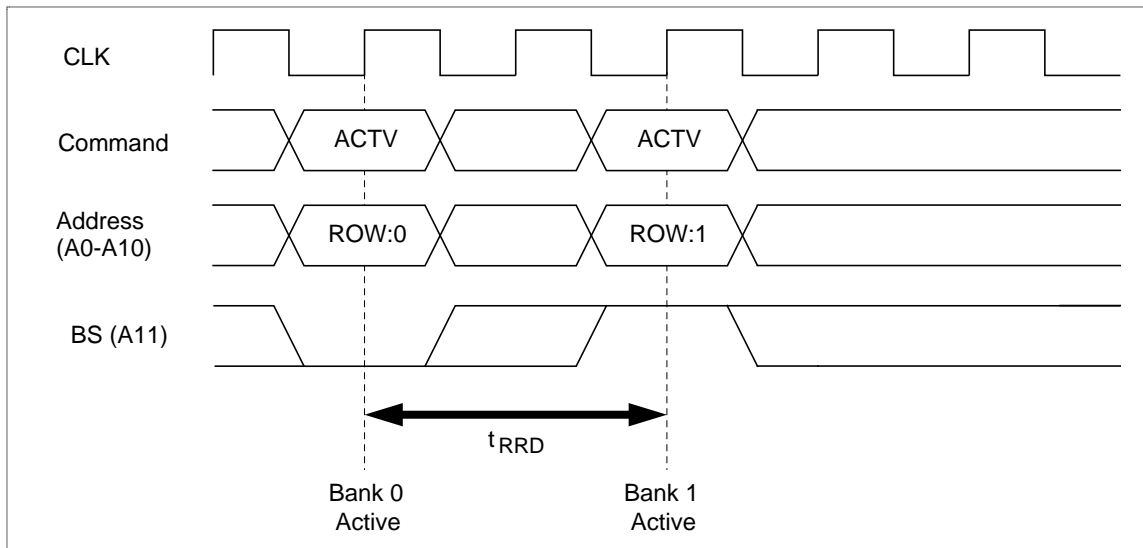 CLK
Command
ACTV
ACTV
Address
(A0-A10)
ROW:0
ROW:1
BS (A11)
tRRD
Bank 0
Active
Bank 1
Active